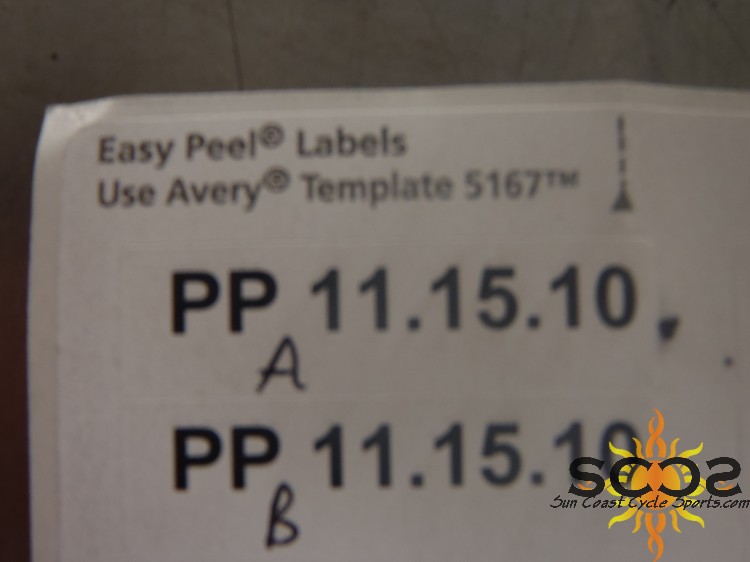 Easy Peel® Labels
Use Avery® Template 5167™
PP 11.15.10
A
PP 11.15.10
B
SCCS
Sun Coast Cycle Sports.com